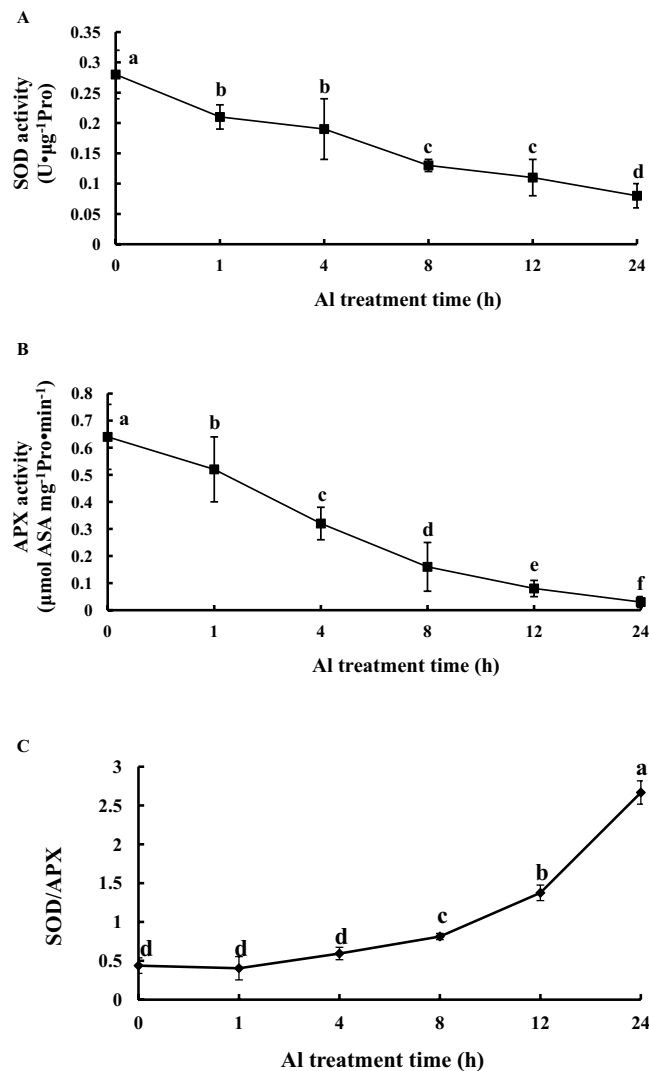 A
SOD activity
(U•µg⁻¹Pro)
0.35
0.3
0.25
0.2
0.15
0.1
0.05
0
a
b
b
c
c
d
0 1 4 8 12 24
Al treatment time (h)
B
APX activity
(µmol ASA mg⁻¹Pro•min⁻¹)
0.8
0.7
0.6
0.5
0.4
0.3
0.2
0.1
0
a
b
c
d
e
f
0 1 4 8 12 24
Al treatment time (h)
C
SOD/APX
3
2.5
2
1.5
1
0.5
0
d
d
d
c
b
a
0 1 4 8 12 24
Al treatment time (h)